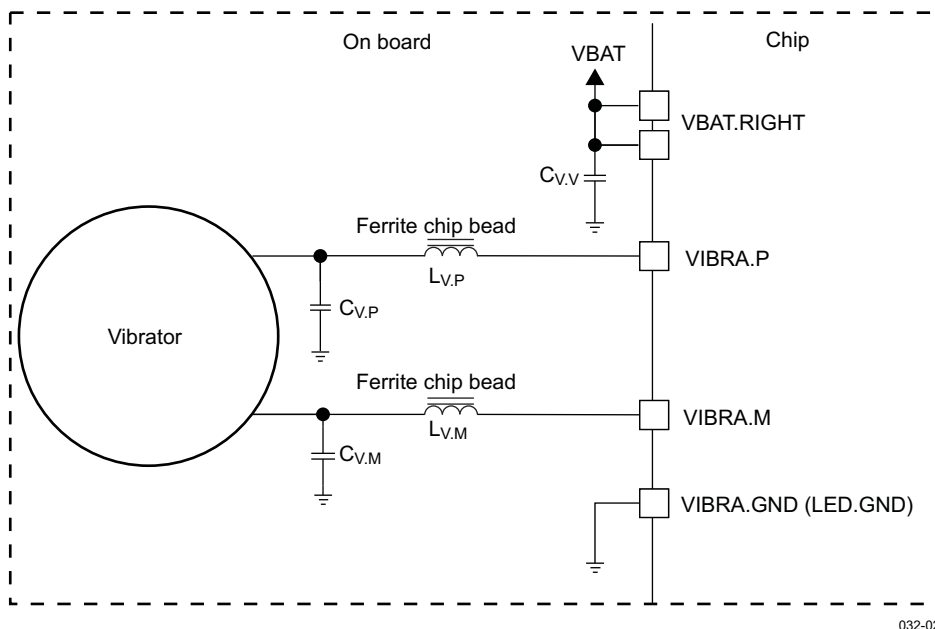 On board
Chip
VBAT
VBAT.RIGHT
CV.V
Ferrite chip bead
VIBRA.P
LV.P
CV.P
Vibrator
Ferrite chip bead
VIBRA.M
LV.M
CV.M
VIBRA.GND (LED.GND)